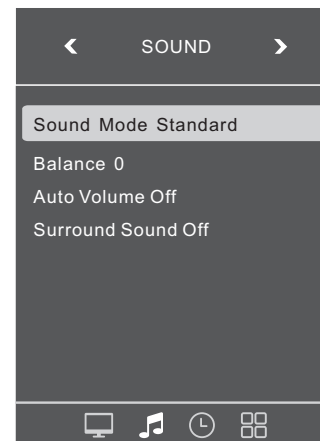 SOUND
Sound Mode Standard
Balance 0
Auto Volume Off
Surround Sound Off